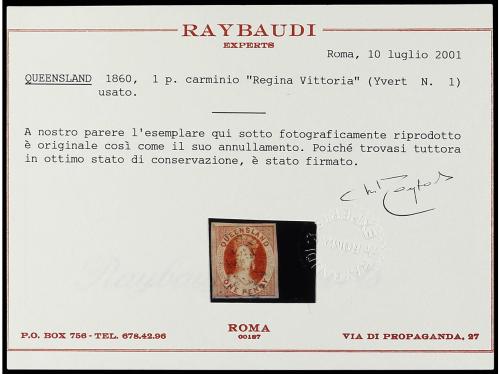 RAYBAUDI
EXPERTS
Roma, 10 luglio 2001
QUEENSLAND 1860, 1 p. carminio "Regina Vittoria" (Yvert N. 1)
usato.
A nostro parere l'esemplare qui sotto fotograficamente riprodotto
è originale così come il suo annullamento. Poiché trovasi tuttora
in ottimo stato di conservazione, è stato firmato.
QUEENSLAND
ONE PENNY
P.O. BOX 756 - TEL. 678.42.96
ROMA
00187
VIA DI PROPAGANDA, 27